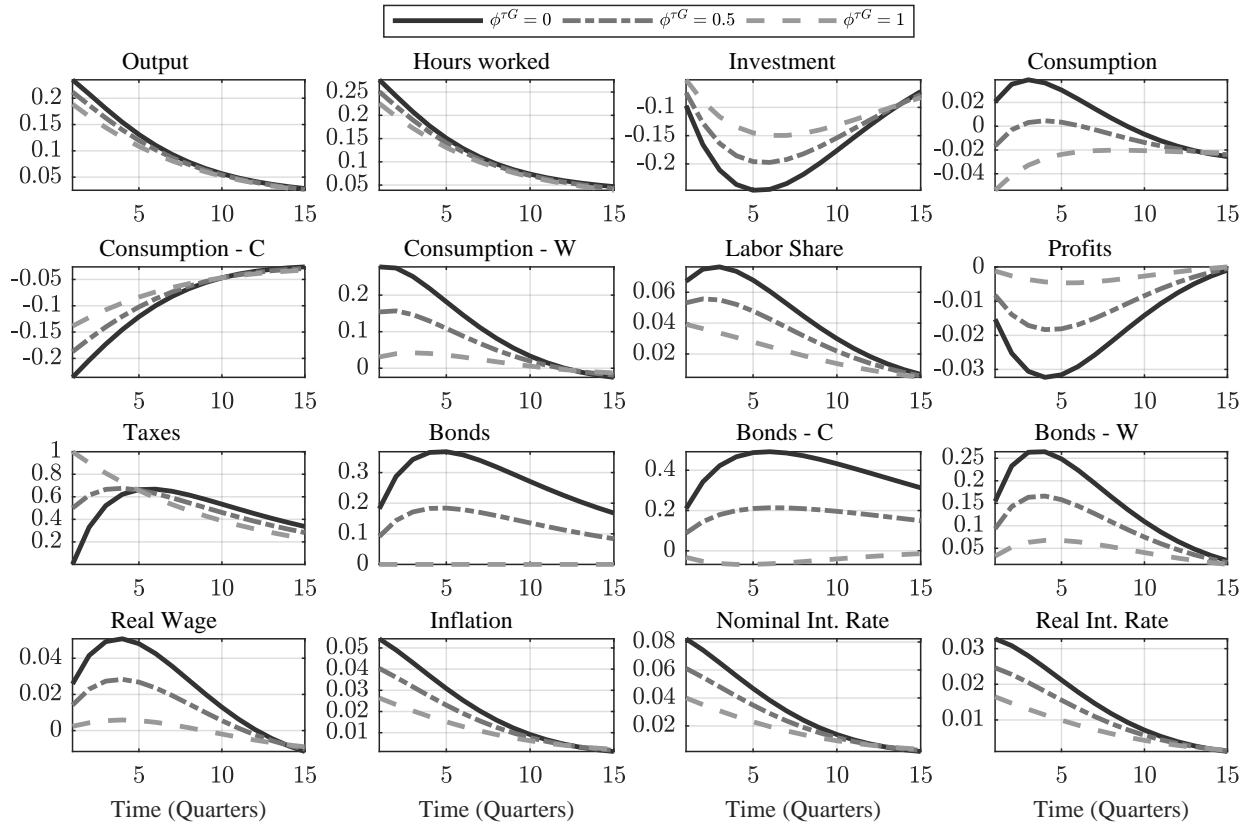 φ^{τG} = 0 φ^{τG} = 0.5 φ^{τG} = 1
Output Hours worked Investment Consumption
0.2
0.15
0.1
0.05
5 10 15
0.25
0.2
0.15
0.1
0.05
5 10 15
-0.1
-0.15
-0.2
5 10 15
0.02
0
-0.02
-0.04
5 10 15
Consumption - C Consumption - W Labor Share Profits
-0.05
-0.1
-0.15
-0.2
5 10 15
0.2
0.1
0
5 10 15
0.06
0.04
0.02
5 10 15
0
-0.01
-0.02
-0.03
5 10 15
Taxes Bonds Bonds - C Bonds - W
1
0.8
0.6
0.4
0.2
5 10 15
0.3
0.2
0.1
0
5 10 15
0.4
0.2
0
5 10 15
0.25
0.2
0.15
0.1
0.05
5 10 15
Real Wage Inflation Nominal Int. Rate Real Int. Rate
0.04
0.02
0
5 10 15
0.05
0.04
0.03
0.02
0.01
5 10 15
0.08
0.06
0.04
0.02
5 10 15
0.03
0.02
0.01
5 10 15
Time (Quarters) Time (Quarters) Time (Quarters) Time (Quarters)